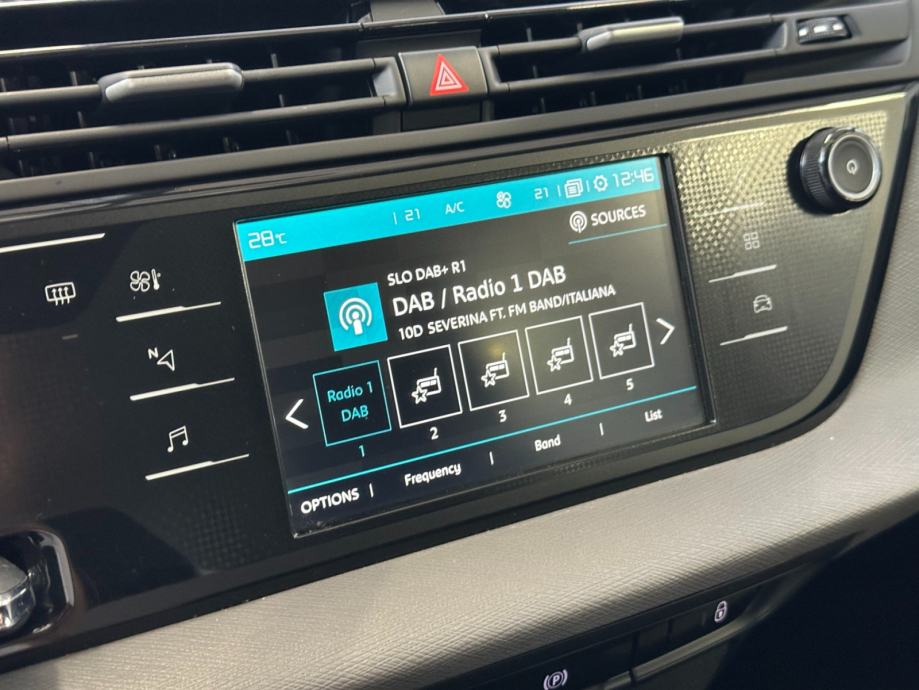 28°C
21
A/C
21
12:46
SOURCES
SLO DAB+ R1
DAB / Radio 1 DAB
10D SEVERINA FT. FM BAND/ITALIANA
Radio 1
DAB
1
2
3
4
5
OPTIONS
Frequency
Band
List
N
P